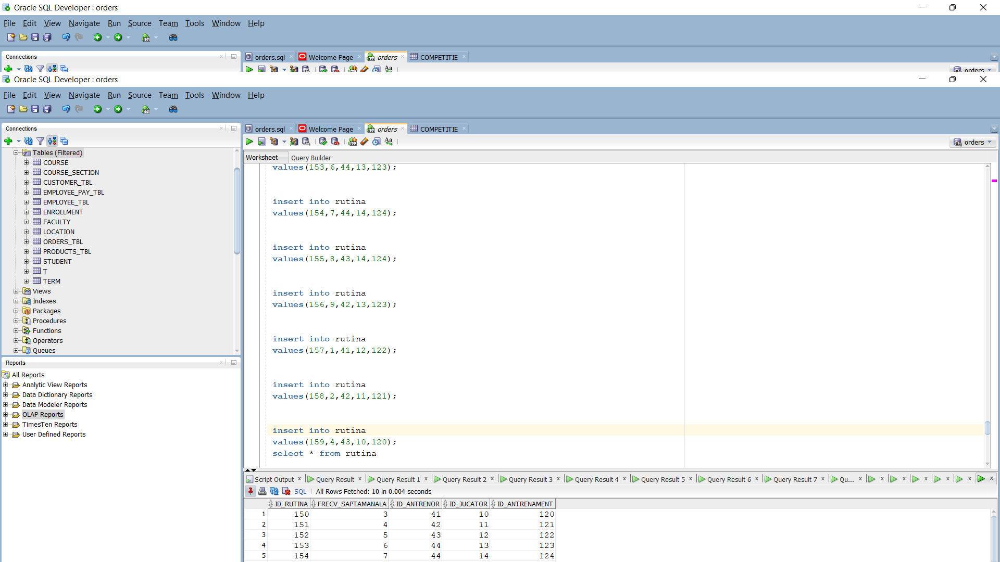 Oracle SQL Developer : orders
File Edit View Navigate Run Source Team Tools Window Help
Connections
orders.sql Welcome Page orders COMPETITIE
orders
Oracle SQL Developer : orders
File Edit View Navigate Run Source Team Tools Window Help
Connections
orders.sql Welcome Page orders COMPETITIE
orders
Tables (Filtered)
COURSE
COURSE_SECTION
CUSTOMER_TBL
EMPLOYEE_PAY_TBL
EMPLOYEE_TBL
ENROLLMENT
FACULTY
LOCATION
ORDERS_TBL
PRODUCTS_TBL
STUDENT
T
TERM
Views
Indexes
Packages
Procedures
Functions
Operators
Queues
Reports
All Reports
Analytic View Reports
Data Dictionary Reports
Data Modeler Reports
OLAP Reports
TimesTen Reports
User Defined Reports
Worksheet Query Builder
values(153,6,44,13,123);
insert into rutina
values(154,7,44,14,124);
insert into rutina
values(155,8,43,14,124);
insert into rutina
values(156,9,42,13,123);
insert into rutina
values(157,1,41,12,122);
insert into rutina
values(158,2,42,11,121);
insert into rutina
values(159,4,43,10,120);
select * from rutina
Script Output Query Result Query Result 1 Query Result 2 Query Result 3 Query Result 4 Query Result 5 Query Result 6 Query Result 7 Qu...
SQL All Rows Fetched: 10 in 0.004 seconds
ID_RUTINA FRECV_SAPTAMANALA ID_ANTRENOR ID_JUCATOR ID_ANTRENAMENT
1 150 3 41 10 120
2 151 4 42 11 121
3 152 5 43 12 122
4 153 6 44 13 123
5 154 7 44 14 124